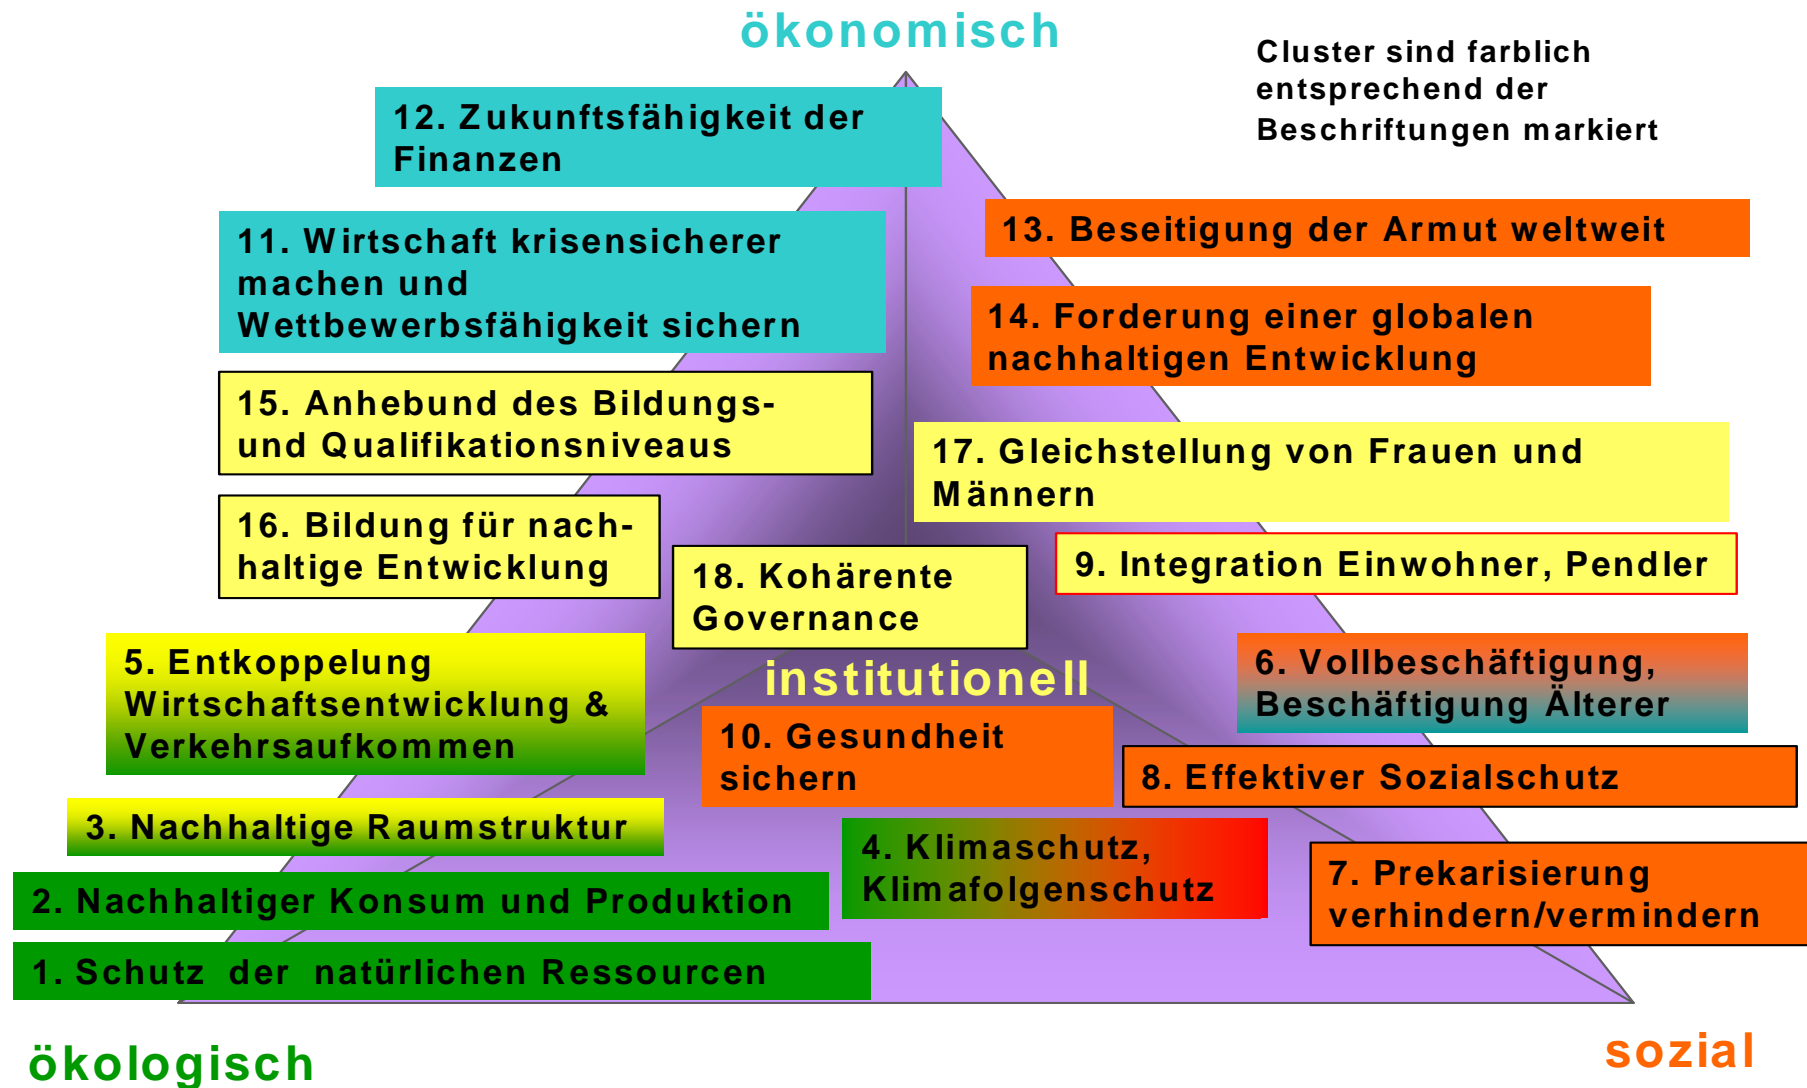 ökonomisch
Cluster sind farblich
entsprechend der
Beschriftungen markiert
12. Zukunftsfähigkeit der
Finanzen
11. Wirtschaft krisensicherer
machen und
Wettbewerbsfähigkeit sichern
13. Beseitigung der Armut weltweit
14. Forderung einer globalen
nachhaltigen Entwicklung
15. Anhebund des Bildungs-
und Qualifikationsniveaus
17. Gleichstellung von Frauen und
Männern
16. Bildung für nach-
haltige Entwicklung
18. Kohärente
Governance
9. Integration Einwohner, Pendler
5. Entkoppelung
Wirtschaftsentwicklung &
Verkehrsaufkommen
institutionell
6. Vollbeschäftigung,
Beschäftigung Älterer
10. Gesundheit
sichern
8. Effektiver Sozialschutz
3. Nachhaltige Raumstruktur
4. Klimaschutz,
Klimafolgenschutz
7. Prekarisierung
verhindern/vermindern
2. Nachhaltiger Konsum und Produktion
1. Schutz der natürlichen Ressourcen
ökologisch
sozial